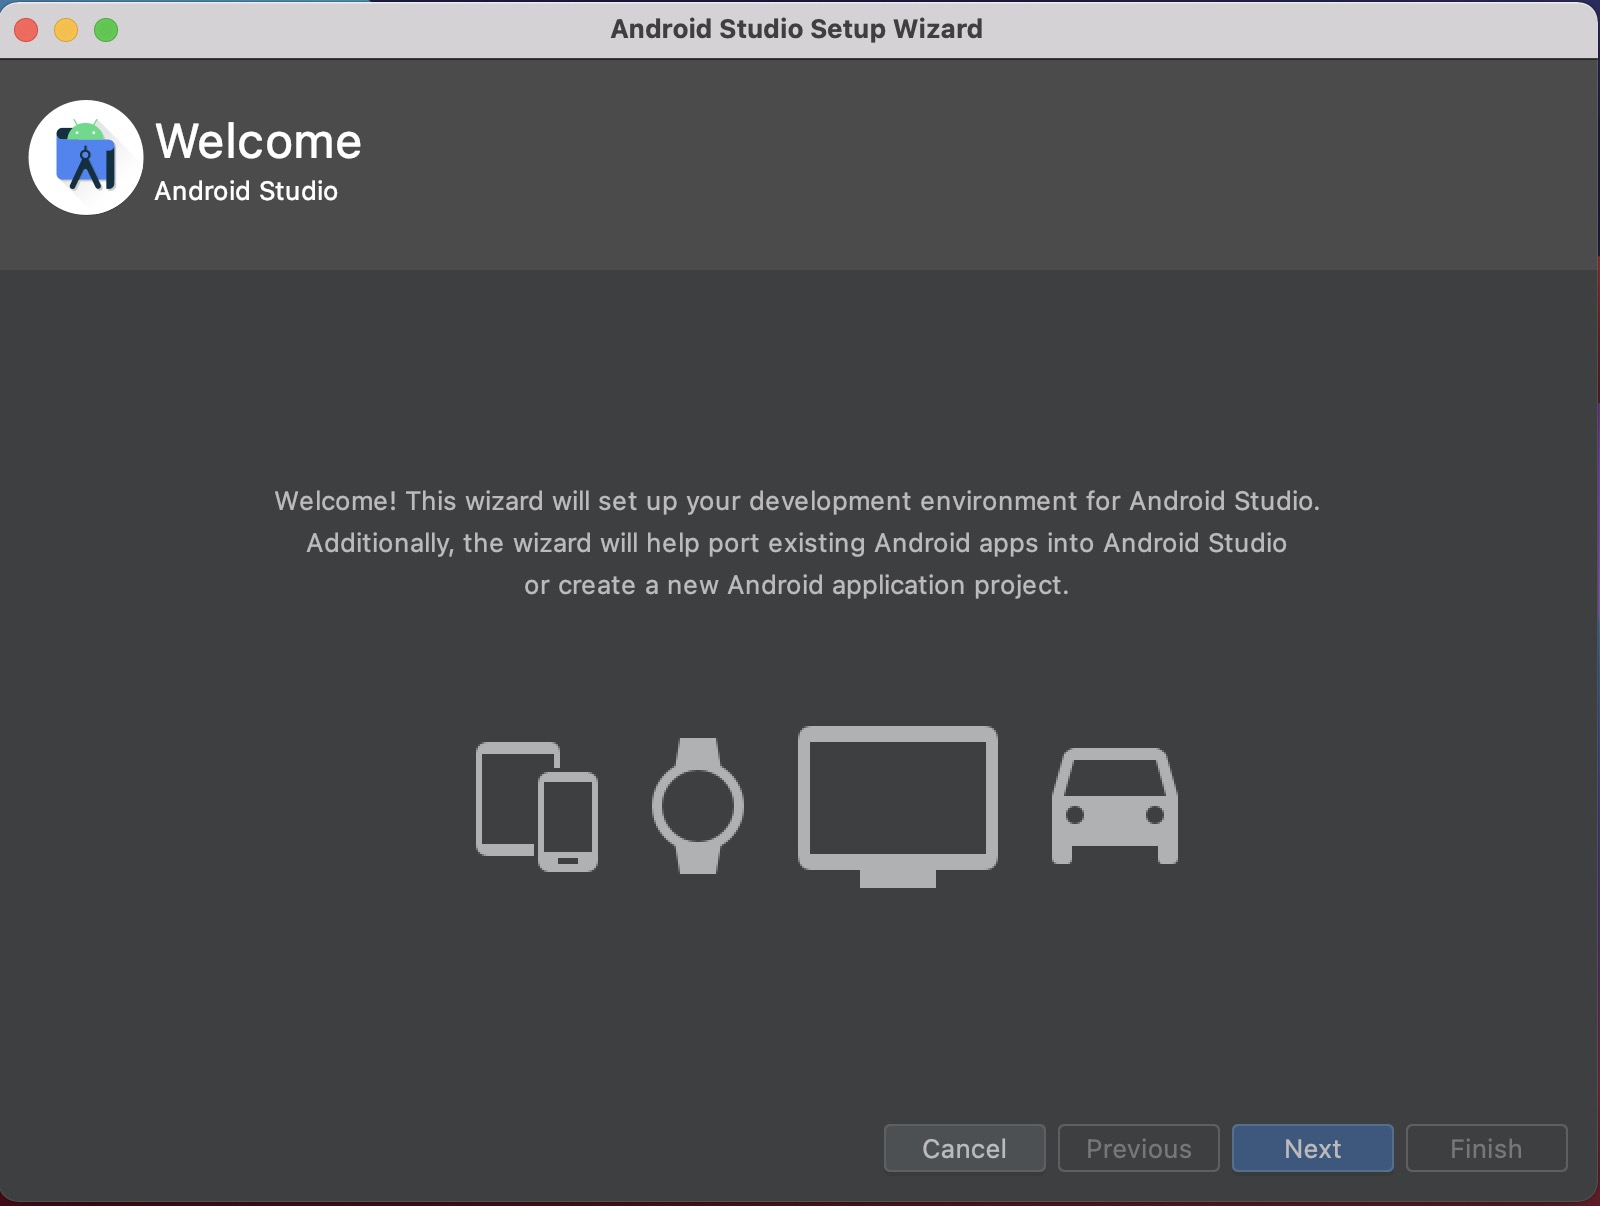 Android Studio Setup Wizard
Welcome
Android Studio
Welcome! This wizard will set up your development environment for Android Studio.
Additionally, the wizard will help port existing Android apps into Android Studio
or create a new Android application project.
Cancel Previous Next Finish